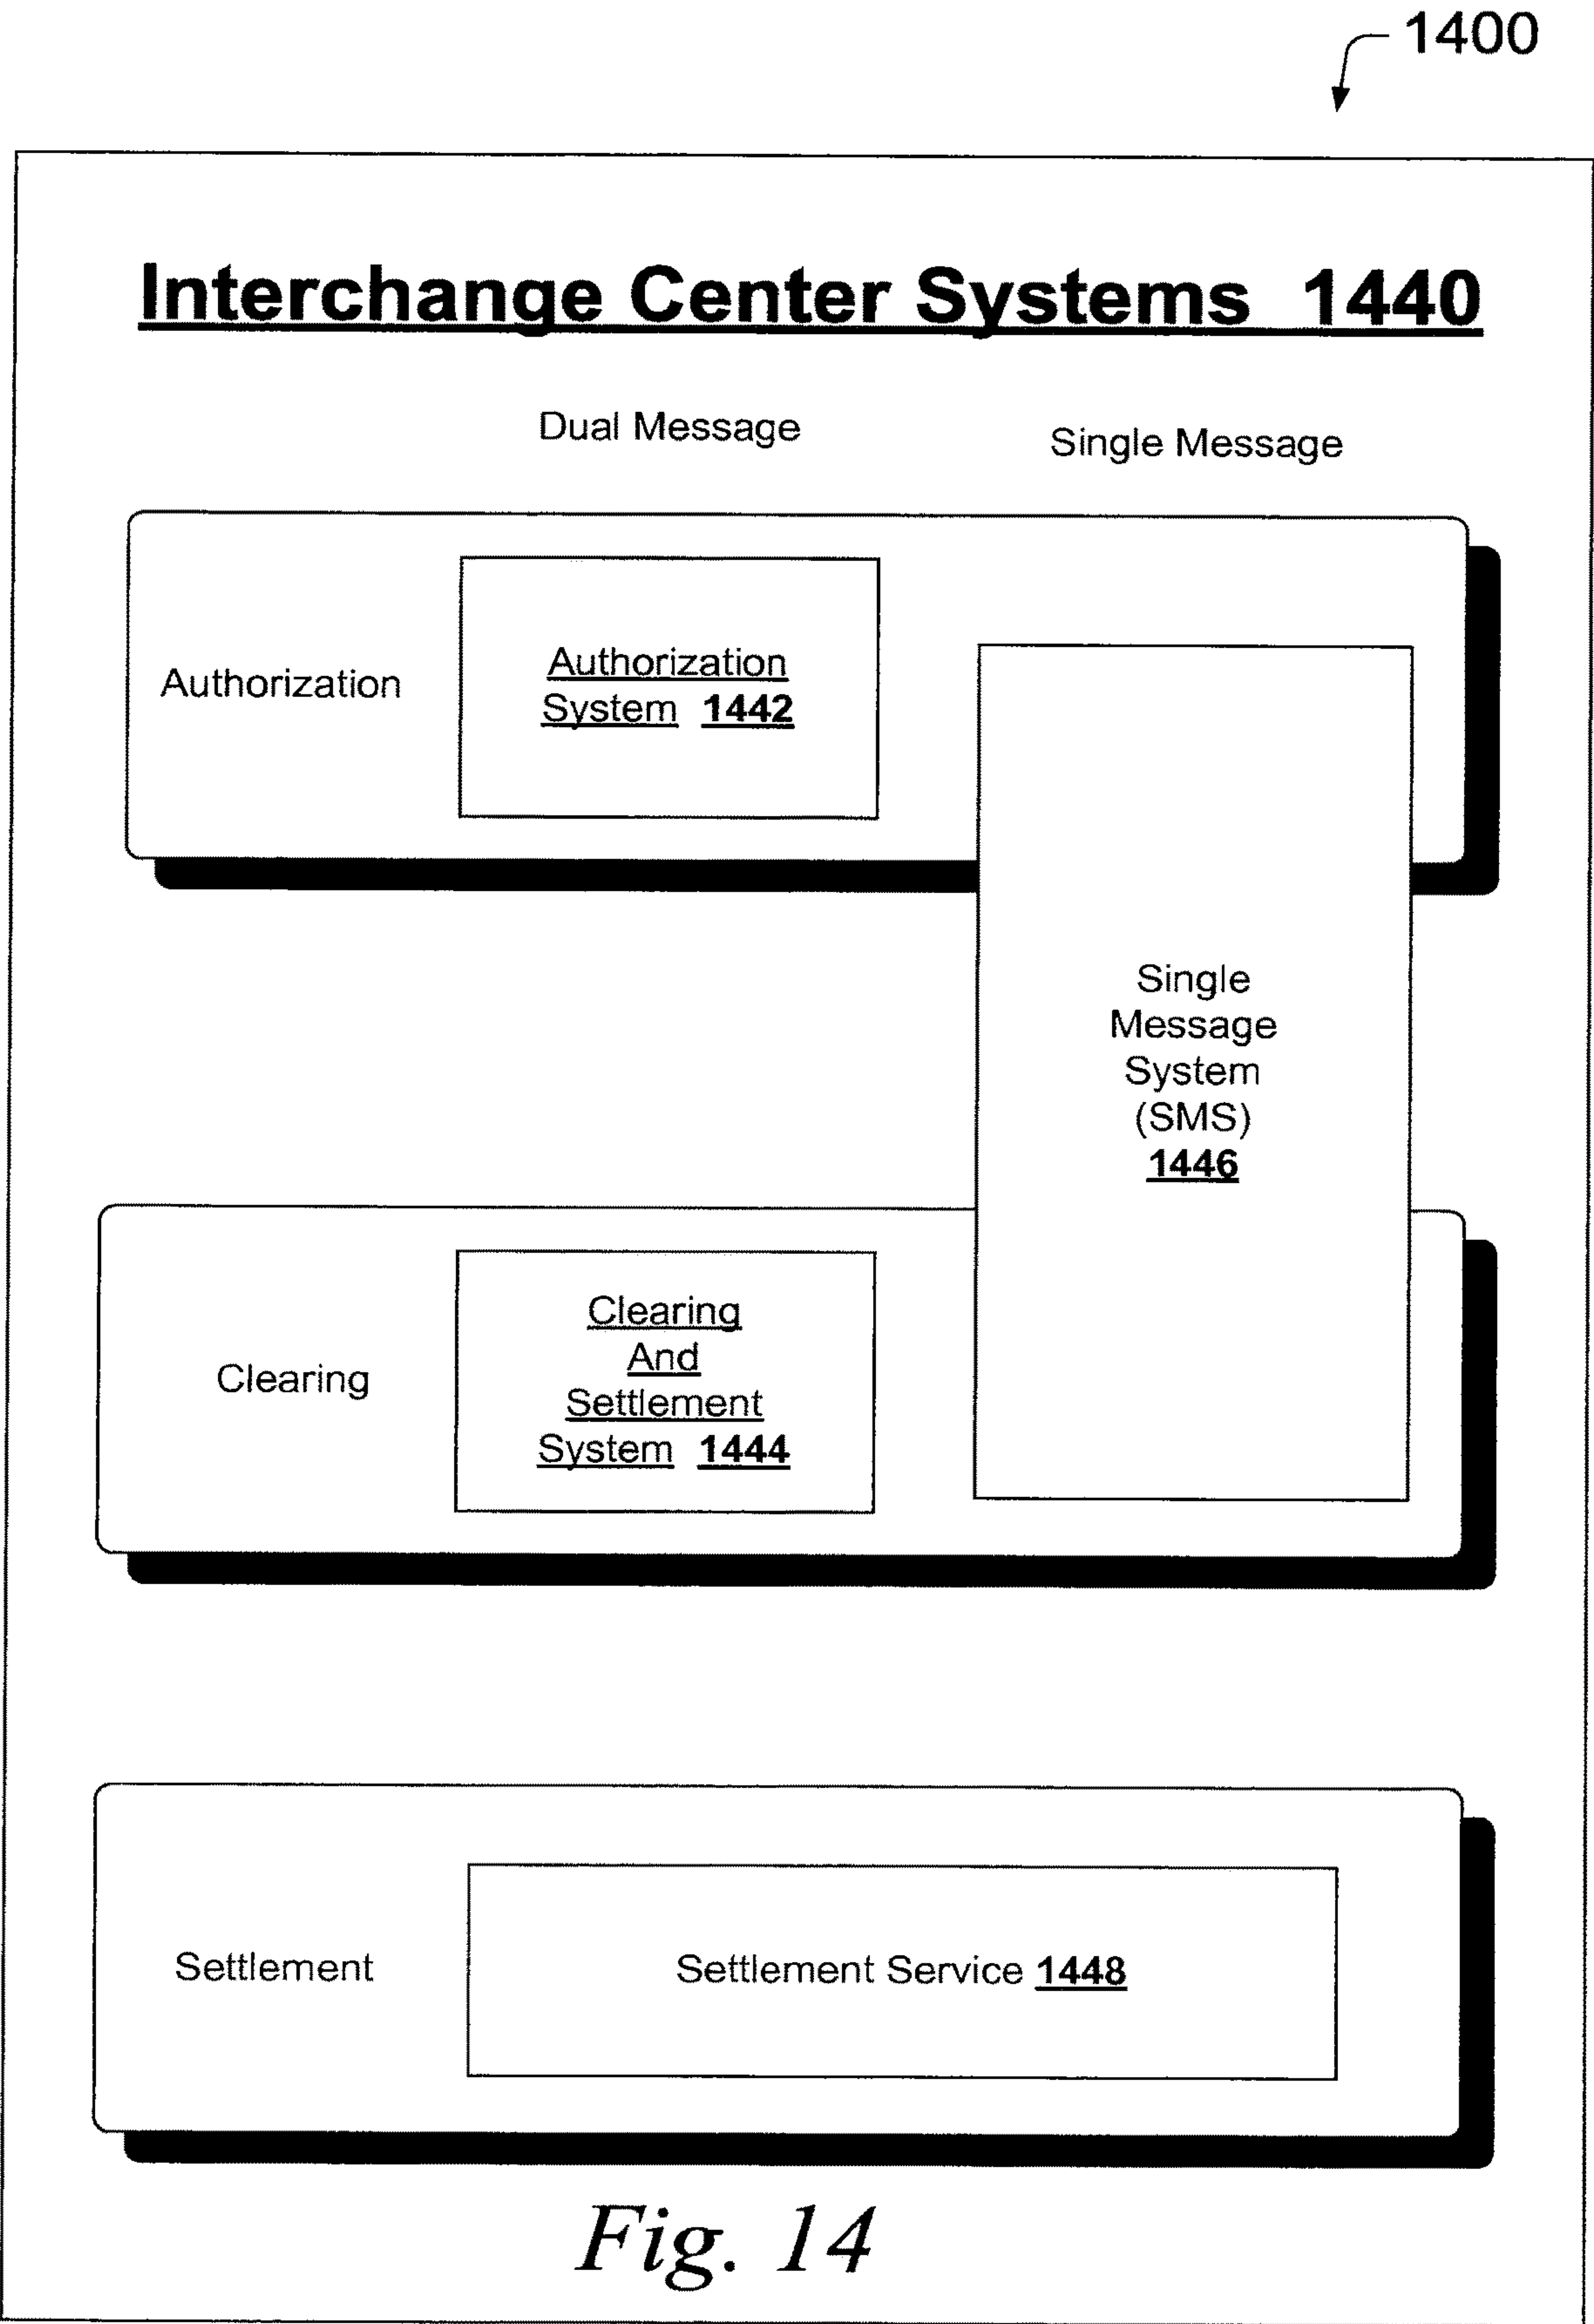 1400
Interchange Center Systems 1440
Dual Message
Single Message
Authorization
Authorization
System 1442
Single
Message
System
(SMS)
1446
Clearing
Clearing
And
Settlement
System 1444
Settlement
Settlement Service 1448
Fig. 14